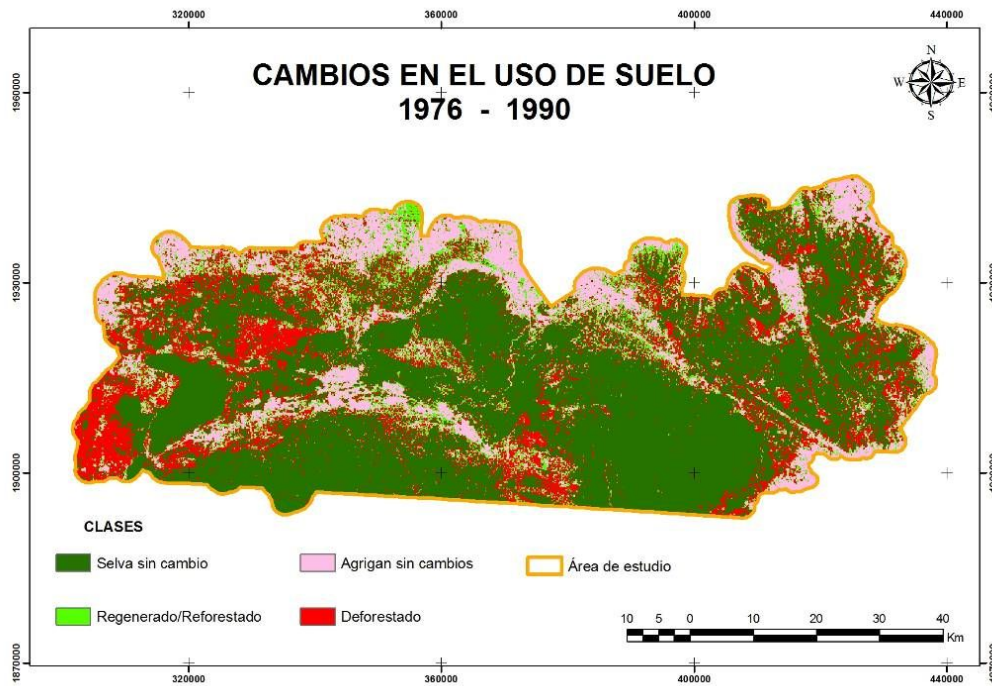 320000 360000 400000 440000
CAMBIOS EN EL USO DE SUELO
1976 - 1990
N
W E
S
1960000
1930000
1900000
1870000
CLASES
Selva sin cambio
Agrigan sin cambios
Área de estudio
Regenerado/Reforestado
Deforestado
10 5 0 10 20 30 40
Km
320000 360000 400000 440000